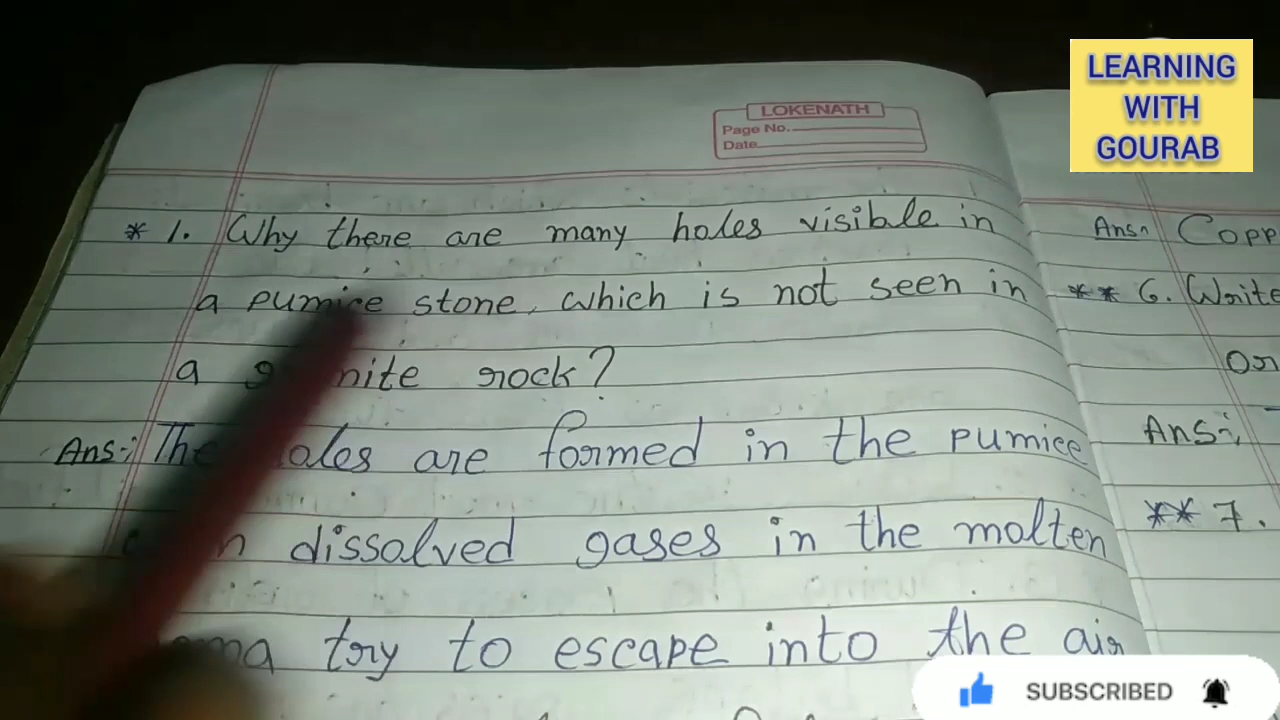 LEARNING
WITH
GOURAB
LOKENATH
Page No.
Date
* 1. Why there are many holes visible in
a pumice stone, which is not seen in
a nite rock?
Ans:; The oles are formed in the pumice
n dissolved gases in the molten
ma try to escape into the air
Ansn Copp
** 6. Write
Or
Ans:,
** 7.
SUBSCRIBED